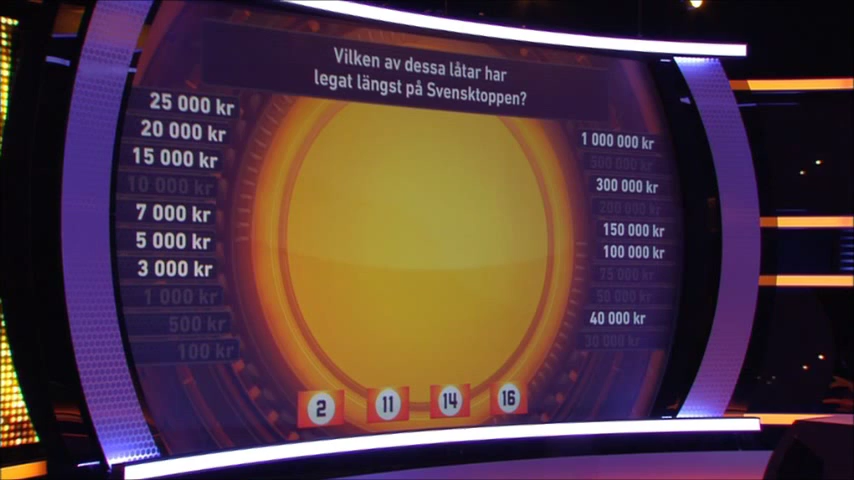 Vilken av dessa låtar har
legat längst på Svensktoppen?
25 000 kr
20 000 kr
15 000 kr
10 000 kr
7 000 kr
5 000 kr
3 000 kr
1 000 kr
500 kr
100 kr
1 000 000 kr
500 000 kr
300 000 kr
200 000 kr
150 000 kr
100 000 kr
75 000 kr
50 000 kr
40 000 kr
30 000 kr
2 11 14 16